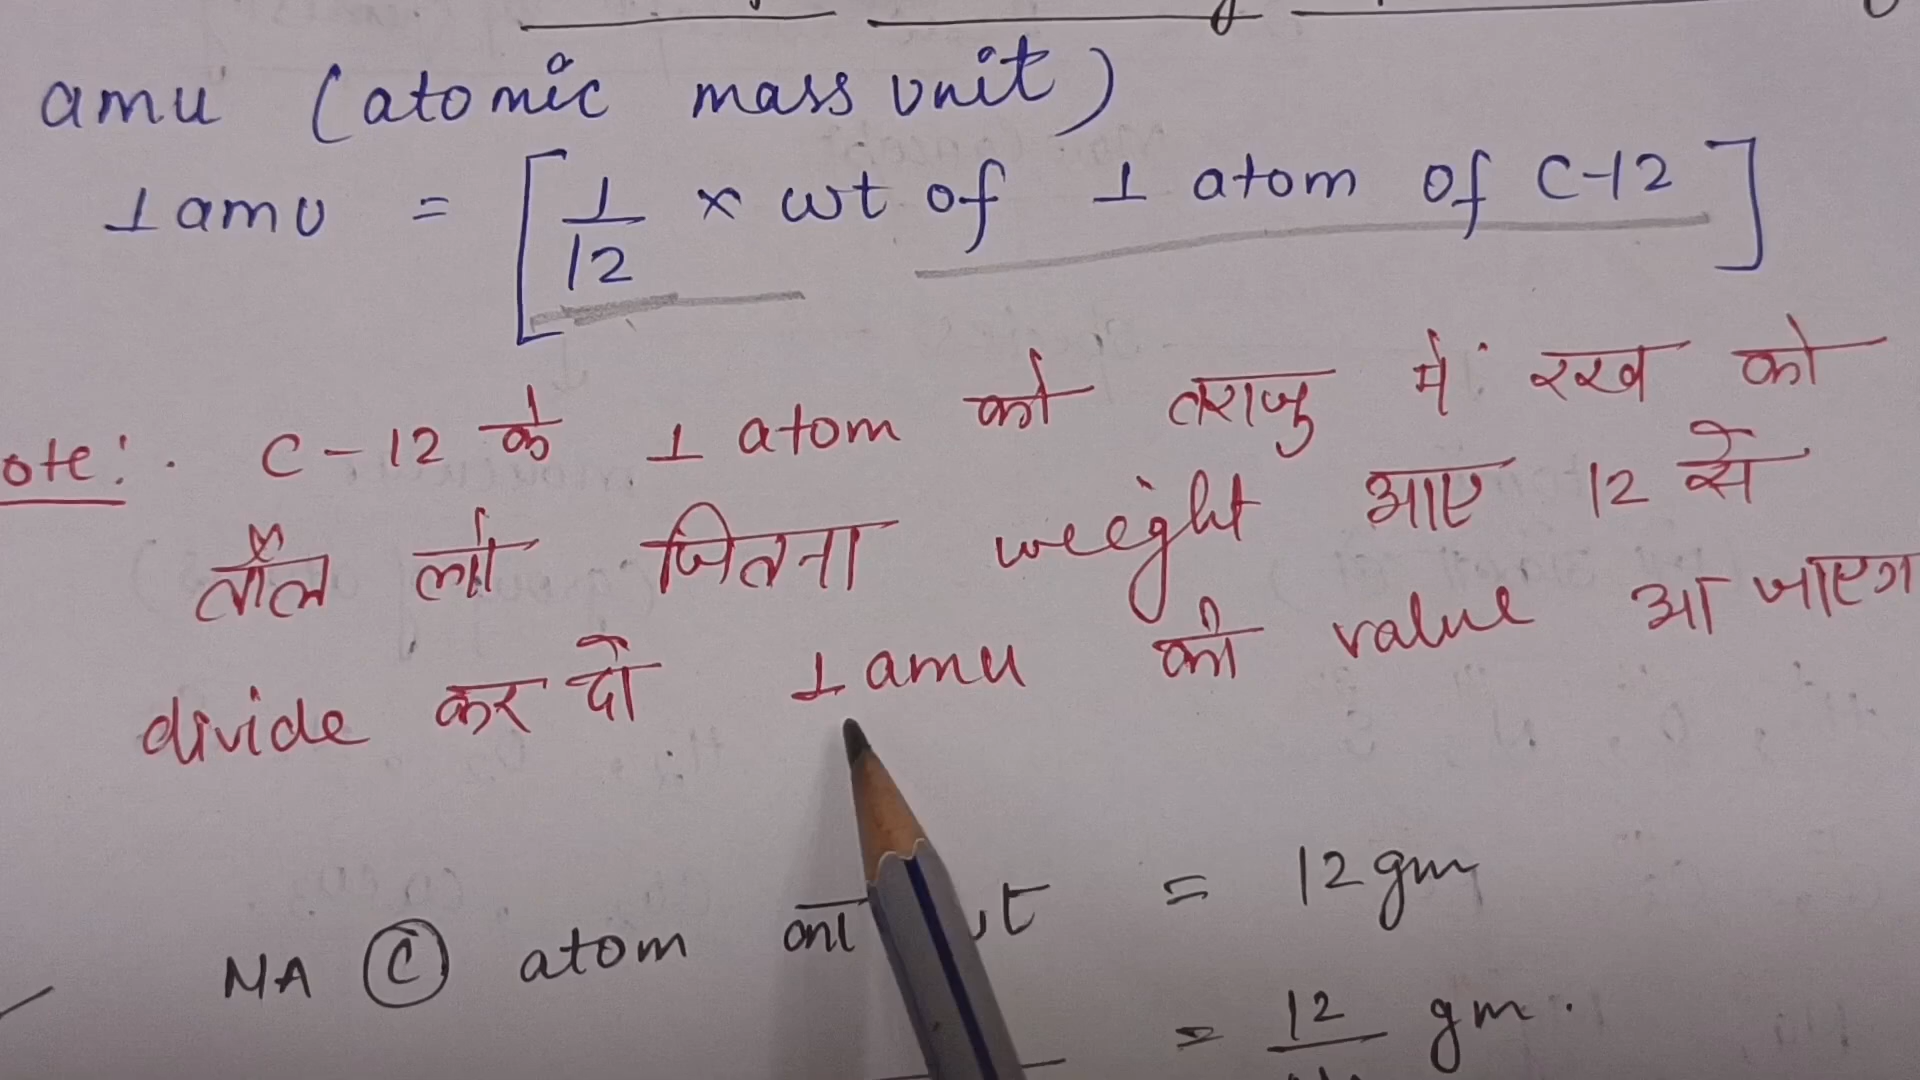 amu (atomic mass unit)
1 amu = [ 1/12 × wt of 1 atom of C-12 ]
ote: C-12 के 1 atom को तराजु में रख को
तौल लो जितना weight आए 12 से
divide कर दो 1 amu की value आ जाएगा
NA (C) atom का = 12 gm
= 12 gm.